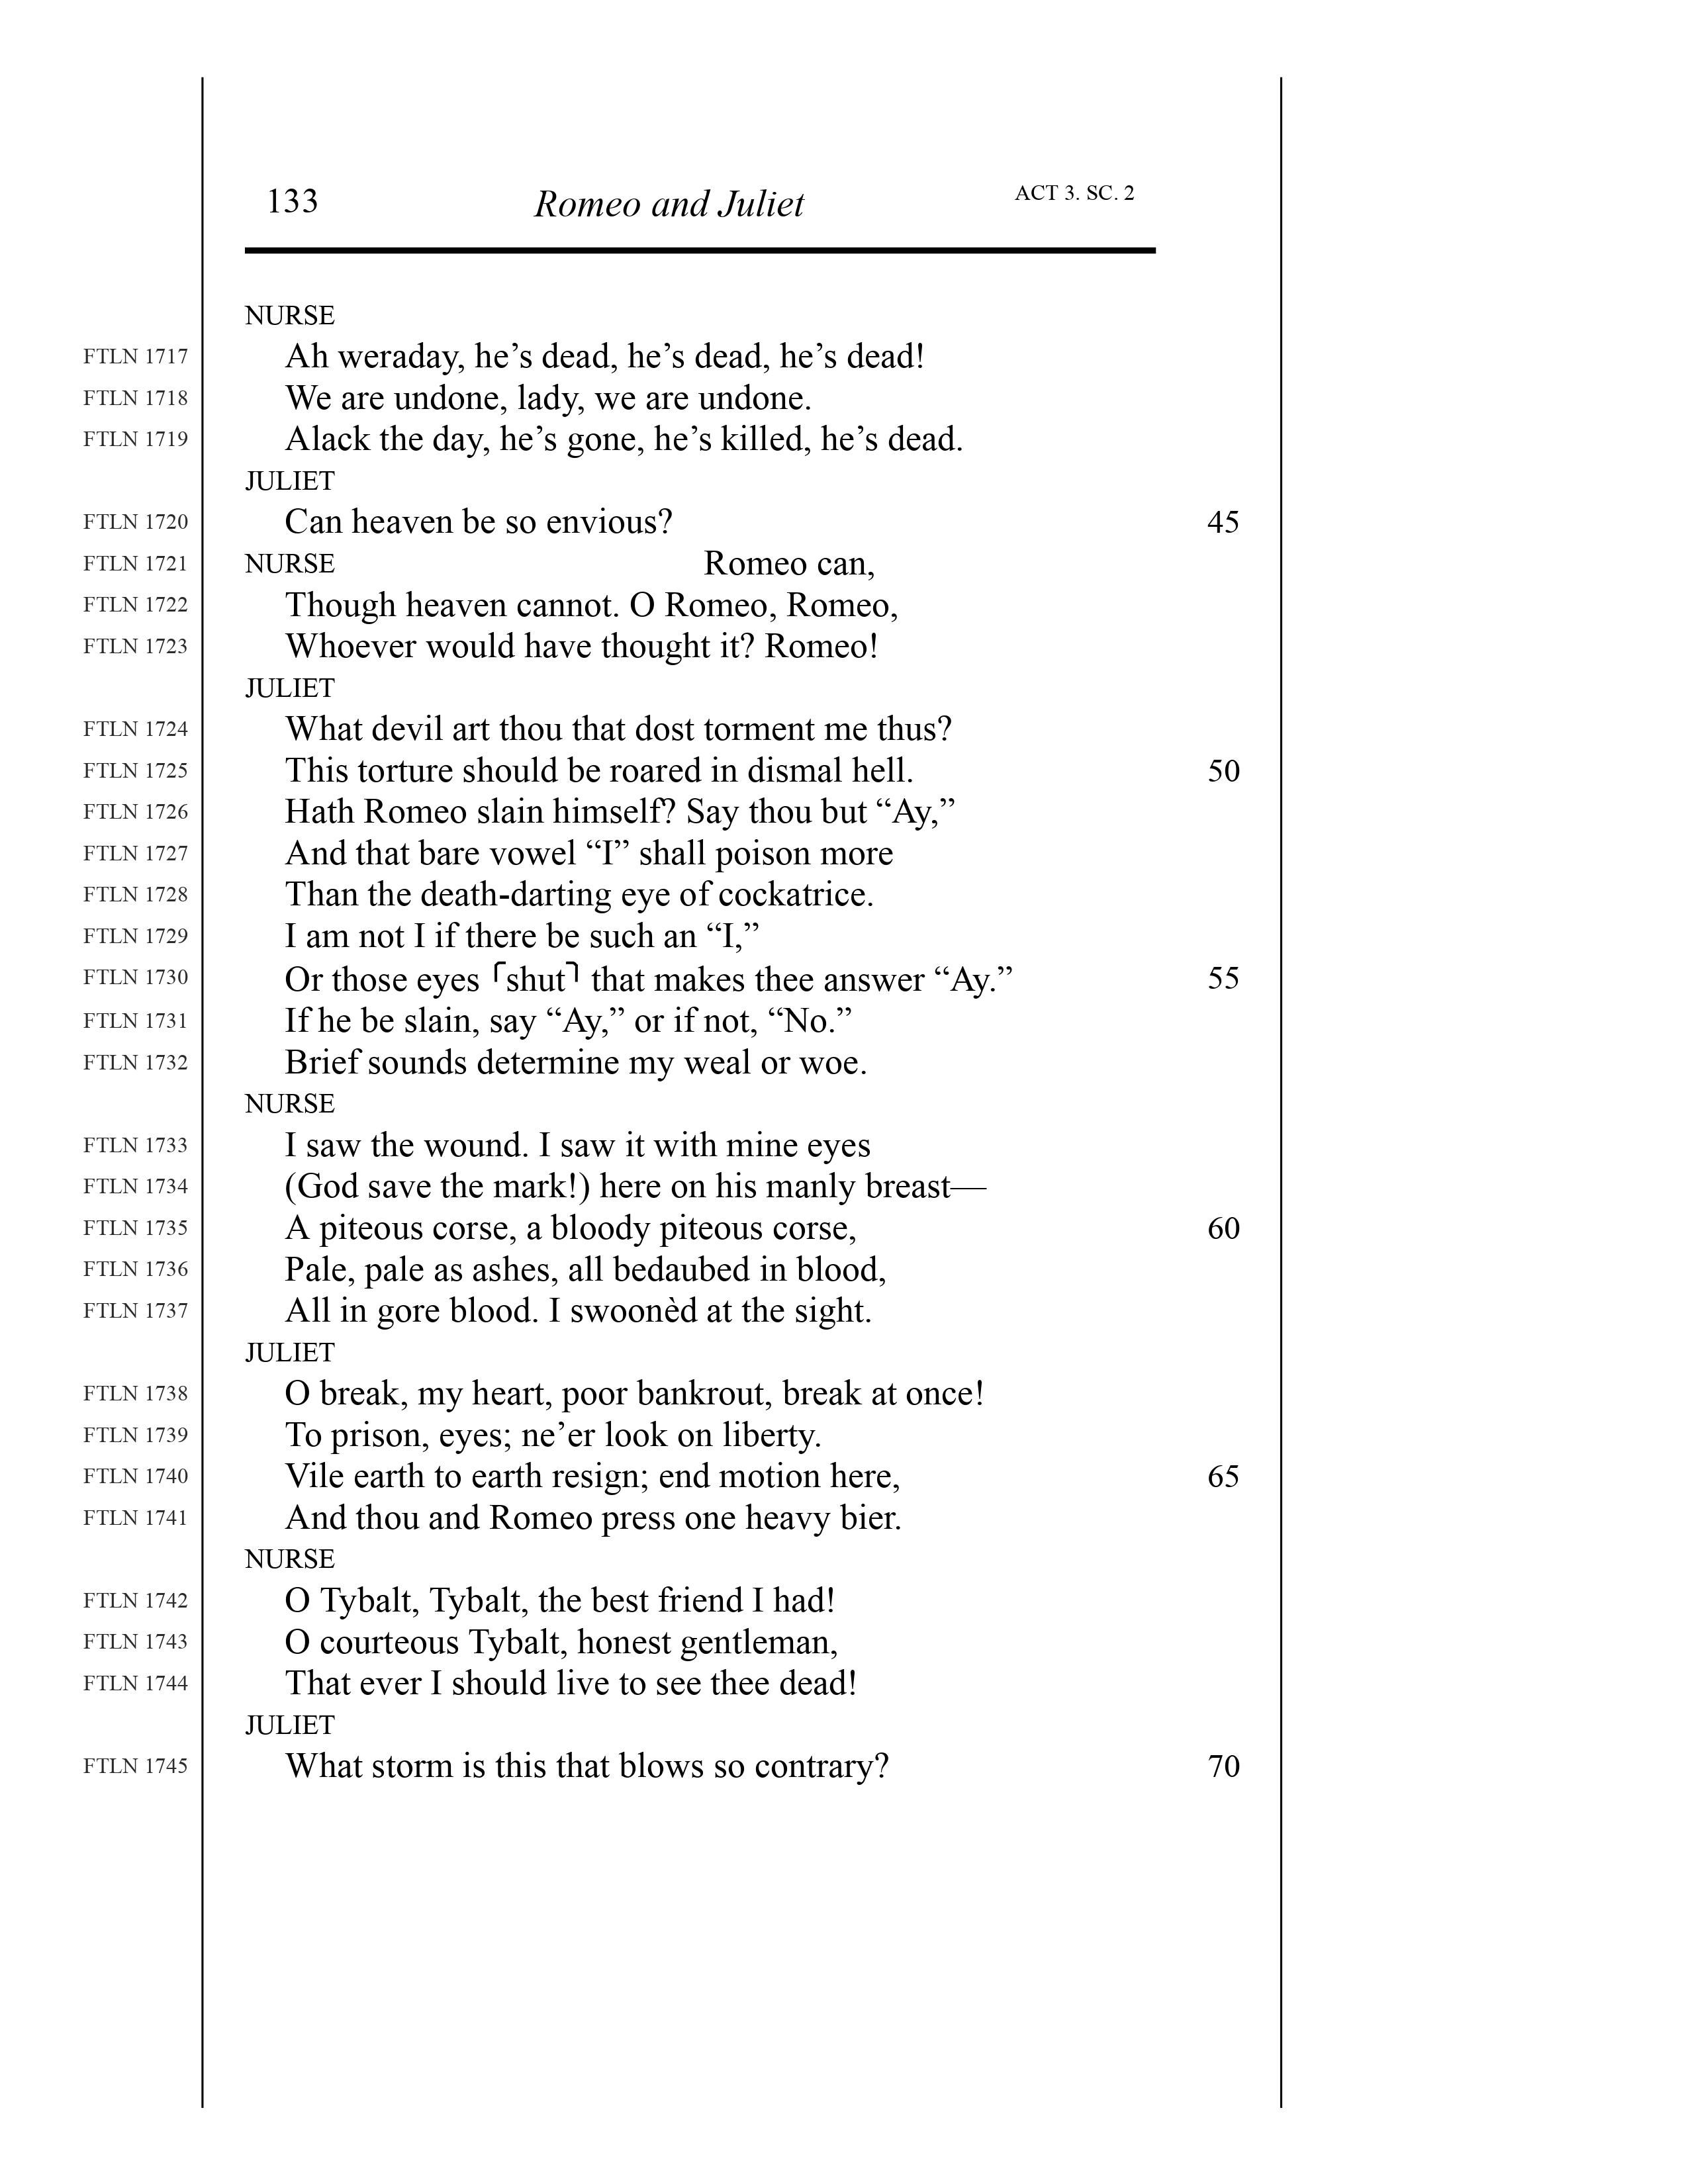 133 Romeo and Juliet ACT 3. SC. 2
NURSE
FTLN 1717 Ah weraday, he’s dead, he’s dead, he’s dead!
FTLN 1718 We are undone, lady, we are undone.
FTLN 1719 Alack the day, he’s gone, he’s killed, he’s dead.
JULIET
FTLN 1720 Can heaven be so envious? 45
FTLN 1721 NURSE Romeo can,
FTLN 1722 Though heaven cannot. O Romeo, Romeo,
FTLN 1723 Whoever would have thought it? Romeo!
JULIET
FTLN 1724 What devil art thou that dost torment me thus?
FTLN 1725 This torture should be roared in dismal hell. 50
FTLN 1726 Hath Romeo slain himself? Say thou but “Ay,”
FTLN 1727 And that bare vowel “I” shall poison more
FTLN 1728 Than the death-darting eye of cockatrice.
FTLN 1729 I am not I if there be such an “I,”
FTLN 1730 Or those eyes ⌜shut⌝ that makes thee answer “Ay.” 55
FTLN 1731 If he be slain, say “Ay,” or if not, “No.”
FTLN 1732 Brief sounds determine my weal or woe.
NURSE
FTLN 1733 I saw the wound. I saw it with mine eyes
FTLN 1734 (God save the mark!) here on his manly breast—
FTLN 1735 A piteous corse, a bloody piteous corse, 60
FTLN 1736 Pale, pale as ashes, all bedaubed in blood,
FTLN 1737 All in gore blood. I swoonèd at the sight.
JULIET
FTLN 1738 O break, my heart, poor bankrout, break at once!
FTLN 1739 To prison, eyes; ne’er look on liberty.
FTLN 1740 Vile earth to earth resign; end motion here, 65
FTLN 1741 And thou and Romeo press one heavy bier.
NURSE
FTLN 1742 O Tybalt, Tybalt, the best friend I had!
FTLN 1743 O courteous Tybalt, honest gentleman,
FTLN 1744 That ever I should live to see thee dead!
JULIET
FTLN 1745 What storm is this that blows so contrary? 70